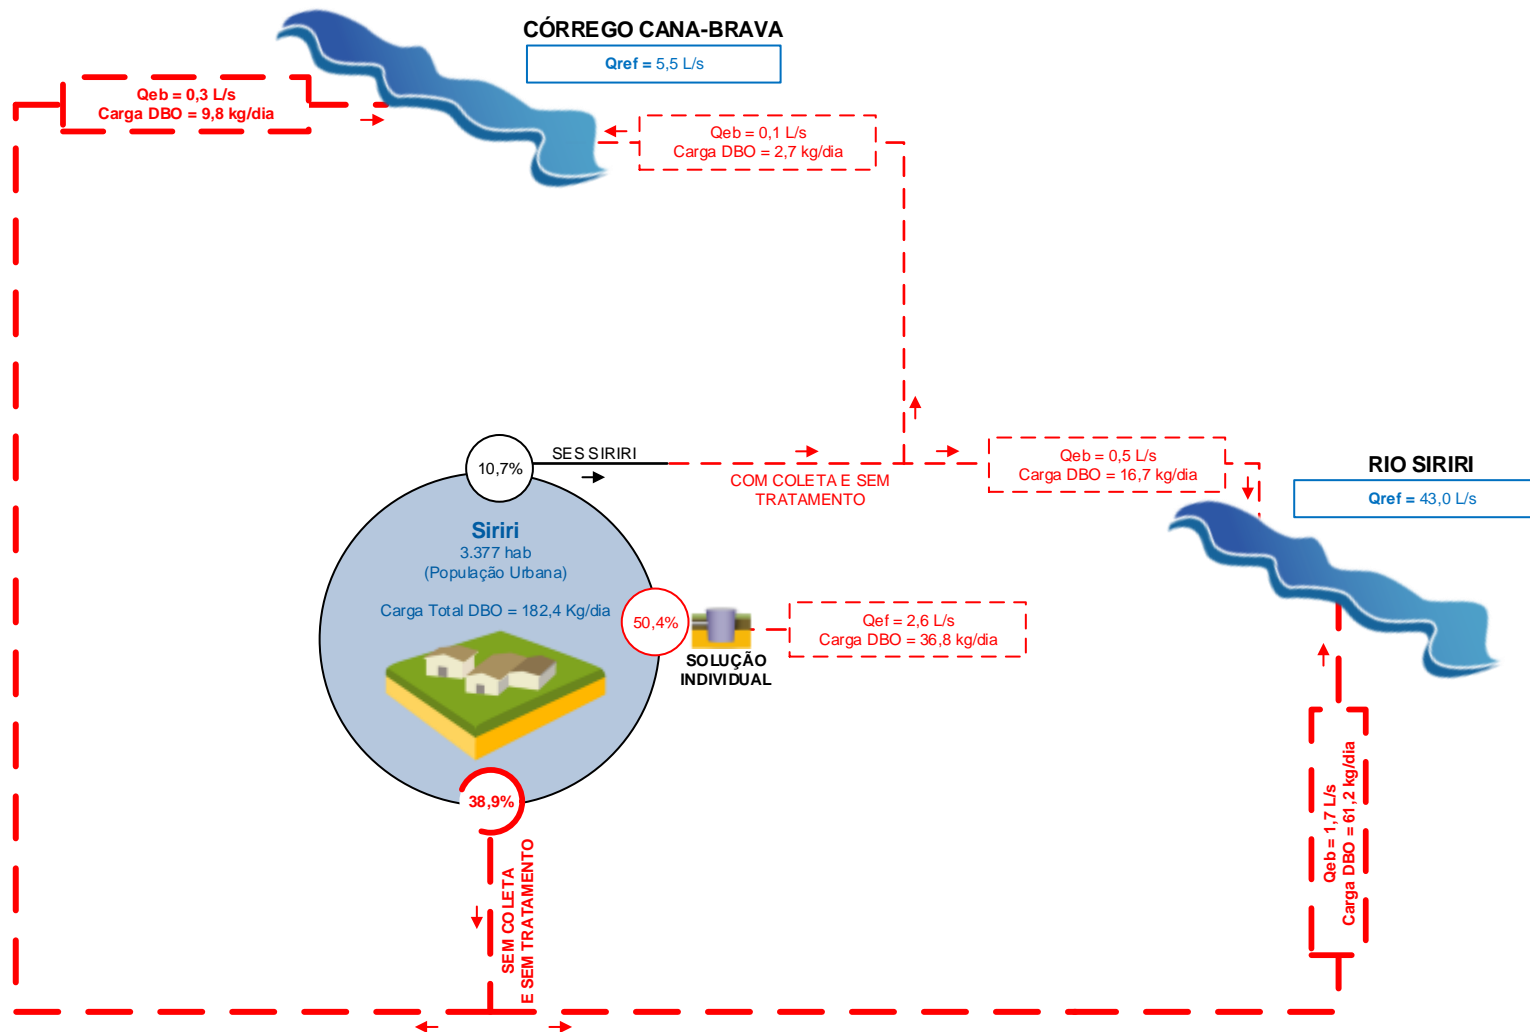 CÓRREGO CANA-BRAVA
Qref = 5,5 L/s
Qeb = 0,3 L/s
Carga DBO = 9,8 kg/dia
Qeb = 0,1 L/s
Carga DBO = 2,7 kg/dia
10,7%
SES SIRIRI
COM COLETA E SEM
TRATAMENTO
Qeb = 0,5 L/s
Carga DBO = 16,7 kg/dia
RIO SIRIRI
Qref = 43,0 L/s
Siriri
3.377 hab
(População Urbana)
Carga Total DBO = 182,4 Kg/dia
50,4%
SOLUÇÃO
INDIVIDUAL
Qef = 2,6 L/s
Carga DBO = 36,8 kg/dia
38,9%
SEM COLETA
E SEM TRATAMENTO
Qeb = 1,7 L/s
Carga DBO = 61,2 kg/dia